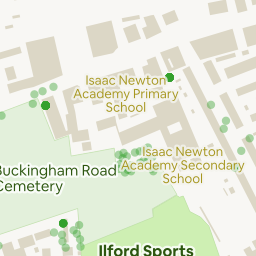 Isaac Newton
Academy Primary
School
Isaac Newton
Academy Secondary
School
Buckingham Road
Cemetery
Ilford Sports